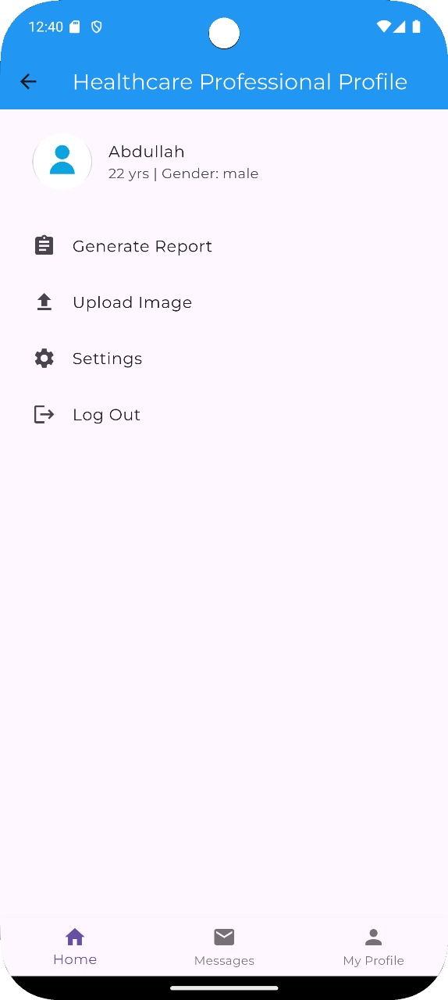 12:40
Healthcare Professional Profile
Abdullah
22 yrs | Gender: male
Generate Report
Upload Image
Settings
Log Out
Home
Messages
My Profile